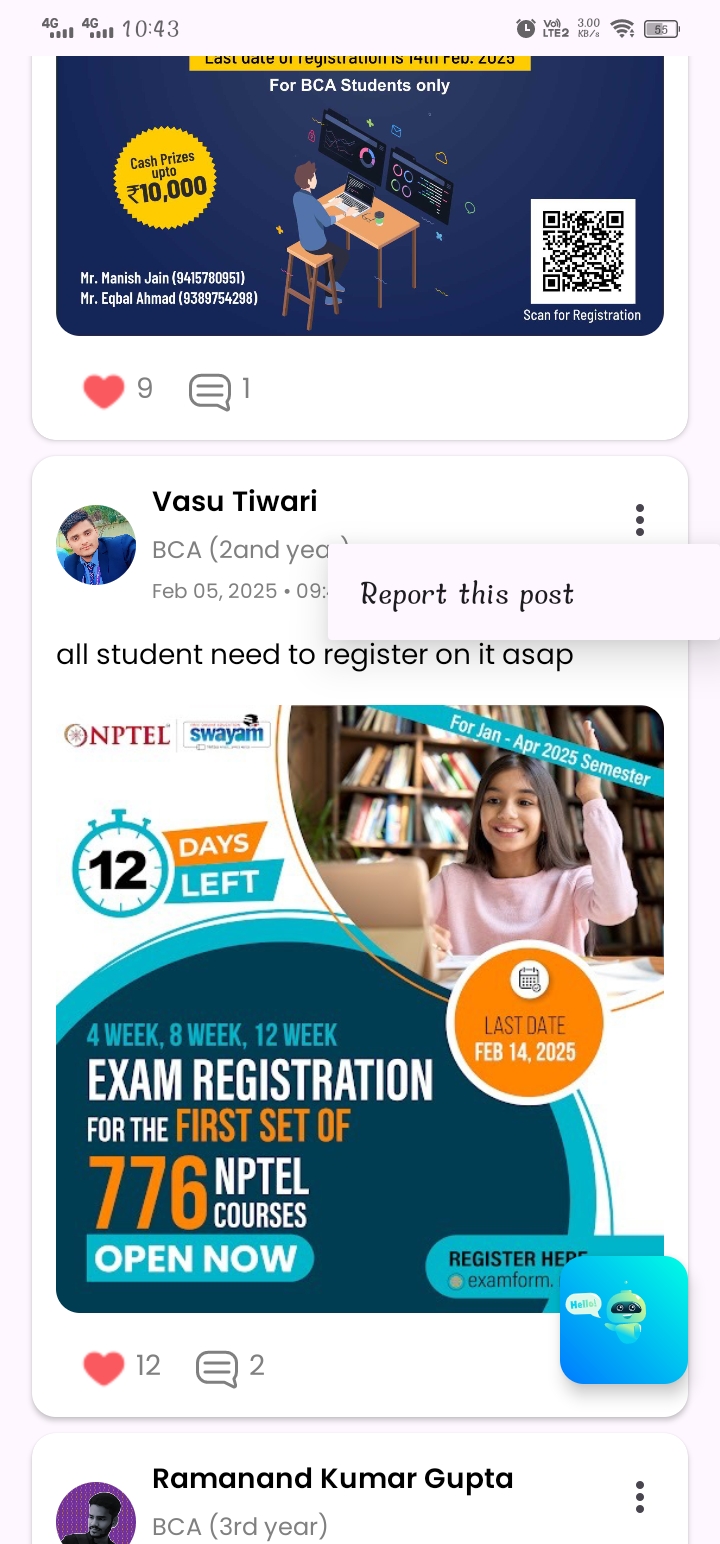 4G 4G 10:43 Vo) LTE2 3.00 KB/s 55
Last date of registration is 14th Feb. 2025
For BCA Students only
Cash Prizes
upto
₹10,000
Mr. Manish Jain (9415780951)
Mr. Eqbal Ahmad (9389754298)
Scan for Registration
9 1
Vasu Tiwari
BCA (2and yea
Feb 05, 2025 • 09:
Report this post
all student need to register on it asap
NPTEL swayam
For Jan - Apr 2025 Semester
12 DAYS
LEFT
LAST DATE
FEB 14, 2025
4 WEEK, 8 WEEK, 12 WEEK
EXAM REGISTRATION
FOR THE FIRST SET OF
776 NPTEL
COURSES
OPEN NOW
REGISTER HERE
examform.
Hello!
12 2
Ramanand Kumar Gupta
BCA (3rd year)